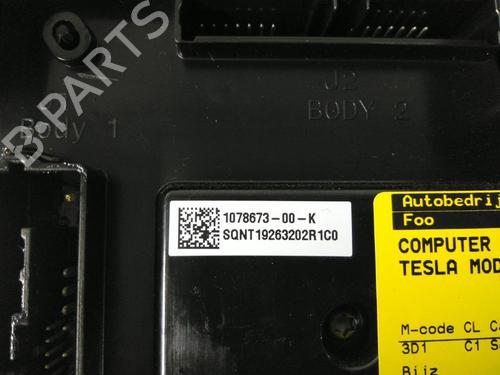 B-PARTS
J2
BODY 2
Body 1
1078673-00-K
SQNT19263202R1C0
Autobedrij
Foo
COMPUTER
TESLA MOD
M-code CL
3D1 C1